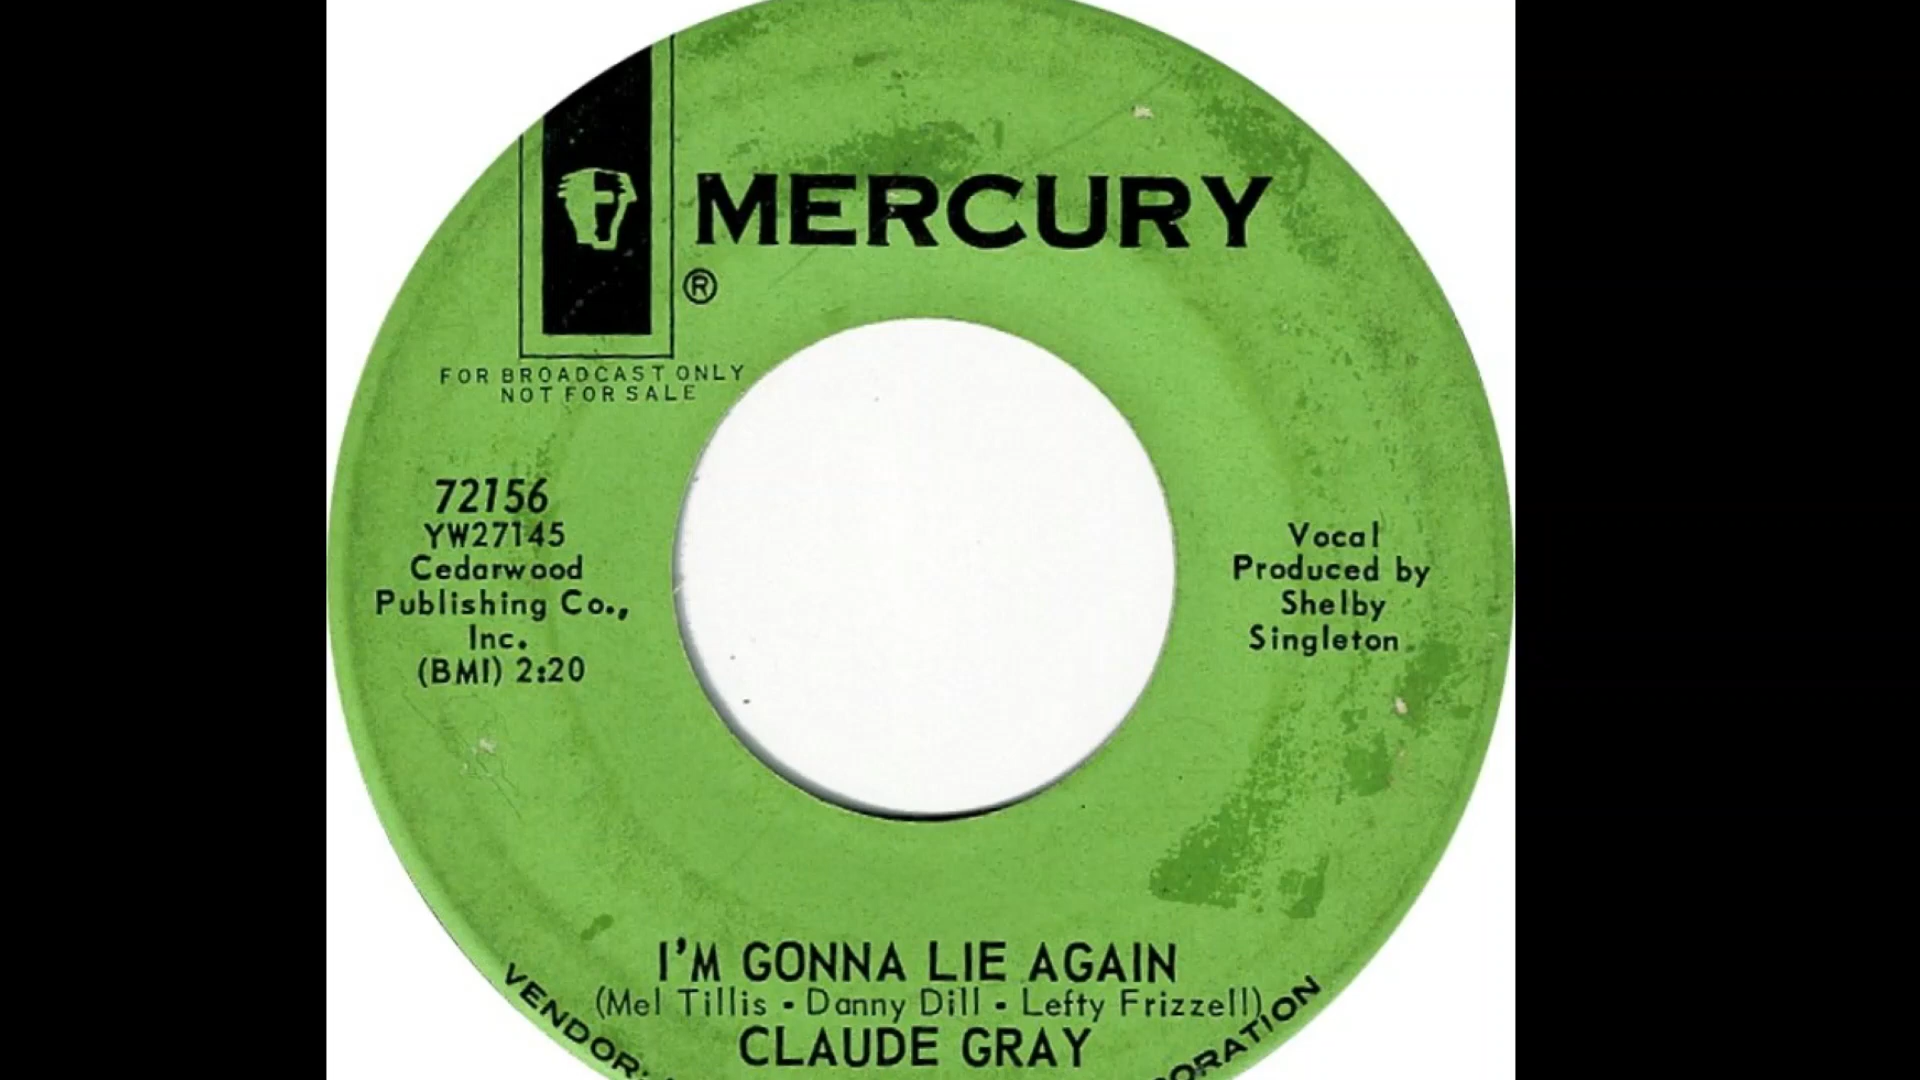 MERCURY
®
FOR BROADCAST ONLY
NOT FOR SALE
72156
YW27145
Cedarwood
Publishing Co.,
Inc.
(BMI) 2:20
Vocal
Produced by
Shelby
Singleton
I'M GONNA LIE AGAIN
(Mel Tillis - Danny Dill - Lefty Frizzell)
CLAUDE GRAY
VENDOR: